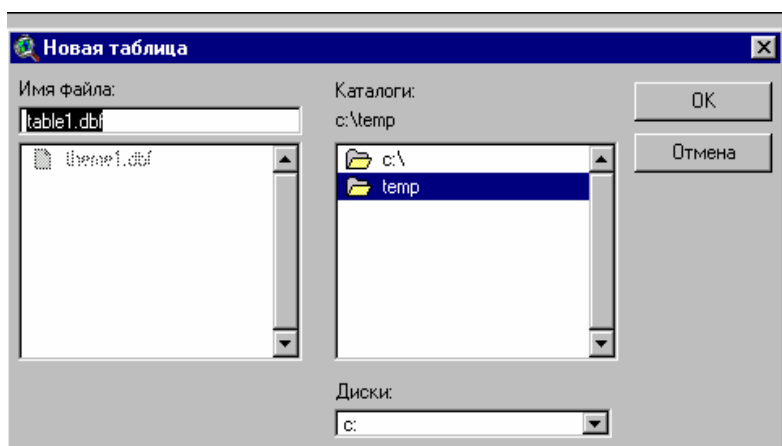 Новая таблица
Имя файла:
table1.dbf
theme1.dbf
Каталоги:
c:\temp
c:\
temp
OK
Отмена
Диски:
c: